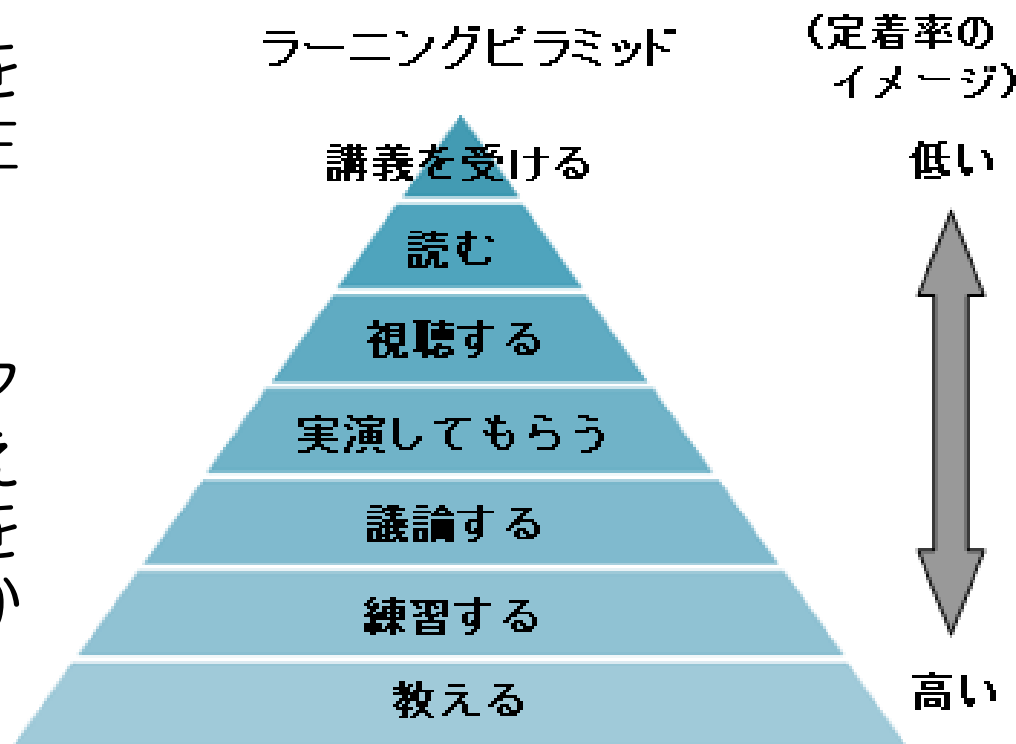 ラーニングピラミッド
（定着率の
イメージ）
講義を受ける
低い
読む
視聴する
実演してもらう
議論する
練習する
教える
高い